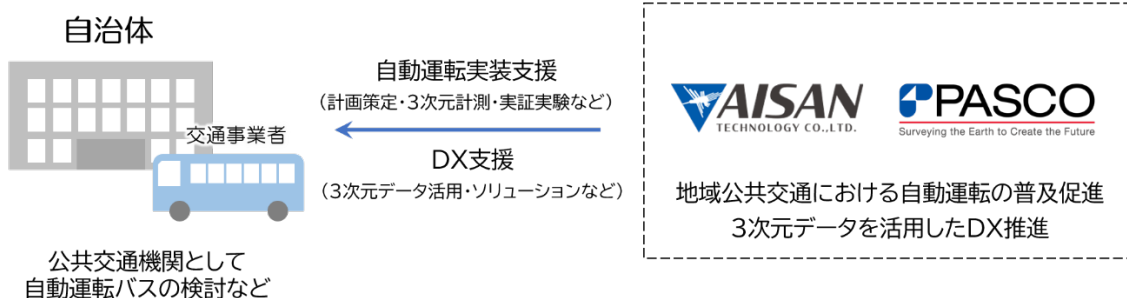 自治体
交通事業者
公共交通機関として
自動運転バスの検討など
自動運転実装支援
(計画策定・3次元計測・実証実験など)
DX支援
(3次元データ活用・ソリューションなど)
AISAN
TECHNOLOGY CO.,LTD.
PASCO
Surveying the Earth to Create the Future
地域公共交通における自動運転の普及促進
3次元データを活用したDX推進